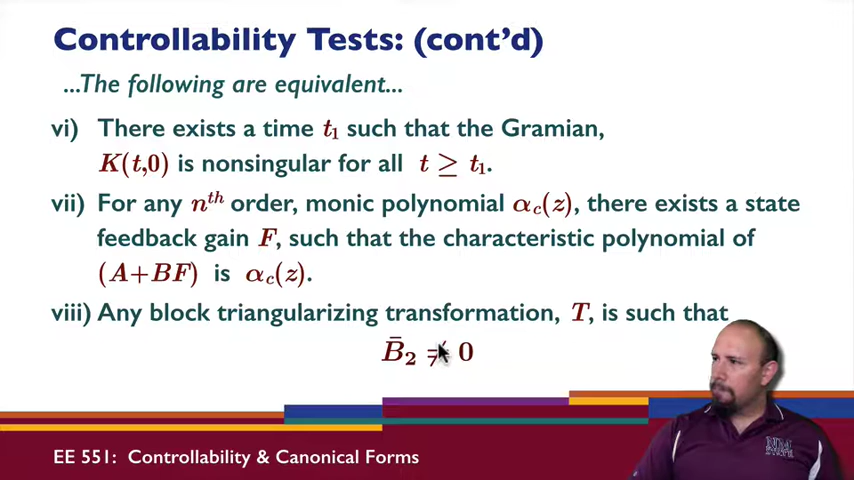 Controllability Tests: (cont'd)
...The following are equivalent...
vi) There exists a time t₁ such that the Gramian,
K(t,0) is nonsingular for all t ≥ t₁.
vii) For any nᵗʰ order, monic polynomial α_c(z), there exists a state
feedback gain F, such that the characteristic polynomial of
(A+BF) is α_c(z).
viii) Any block triangularizing transformation, T, is such that
B̄₂ ≠ 0
EE 551: Controllability & Canonical Forms
NM